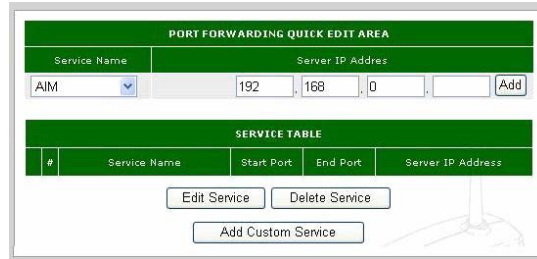 PORT FORWARDING QUICK EDIT AREA
Service Name Server IP Addres
AIM 192 . 168 . 0 . Add
SERVICE TABLE
# Service Name Start Port End Port Server IP Address
Edit Service Delete Service
Add Custom Service